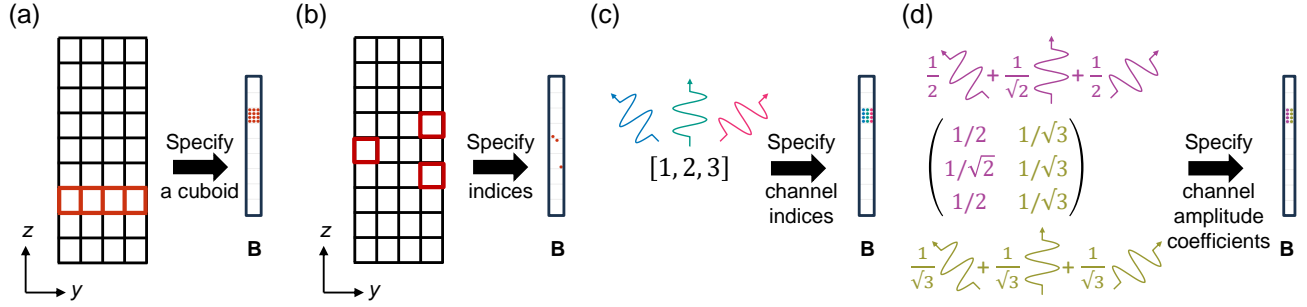 (a)
Specify
a cuboid
B
z
y
(b)
Specify
indices
B
z
y
(c)
[1, 2, 3]
Specify
channel
indices
B
(d)
1/2 + 1/√2 + 1/2
1/2 1/√3
1/√2 1/√3
1/2 1/√3
1/√3 + 1/√3 + 1/√3
Specify
channel
amplitude
coefficients
B